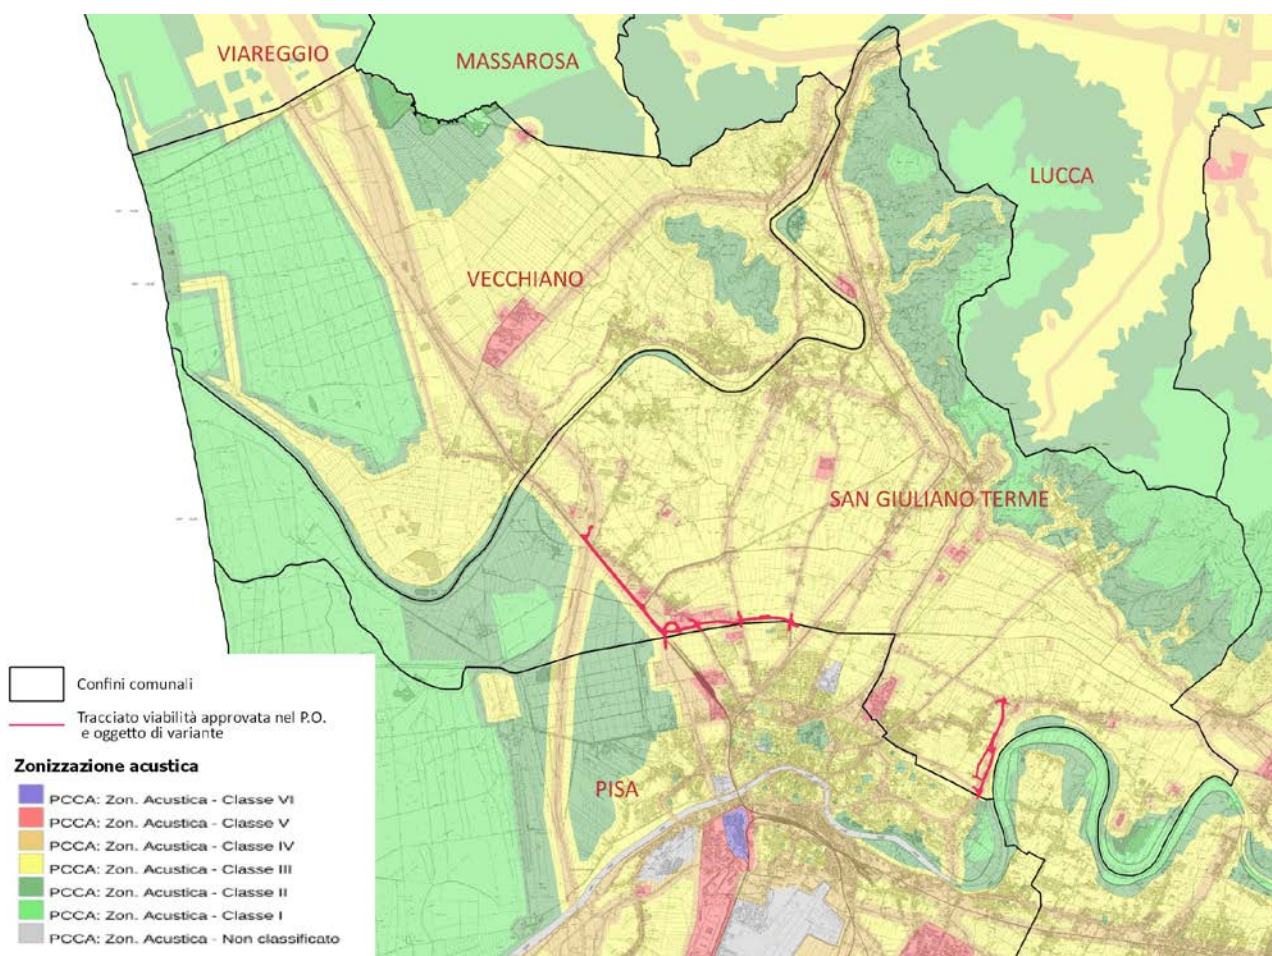 VIAREGGIO
MASSAROSA
LUCCA
VECCHIANO
SAN GIULIANO TERME
PISA
Confini comunali
Tracciato viabilità approvata nel P.O.
e oggetto di variante
Zonizzazione acustica
PCCA: Zon. Acustica - Classe VI
PCCA: Zon. Acustica - Classe V
PCCA: Zon. Acustica - Classe IV
PCCA: Zon. Acustica - Classe III
PCCA: Zon. Acustica - Classe II
PCCA: Zon. Acustica - Classe I
PCCA: Zon. Acustica - Non classificato